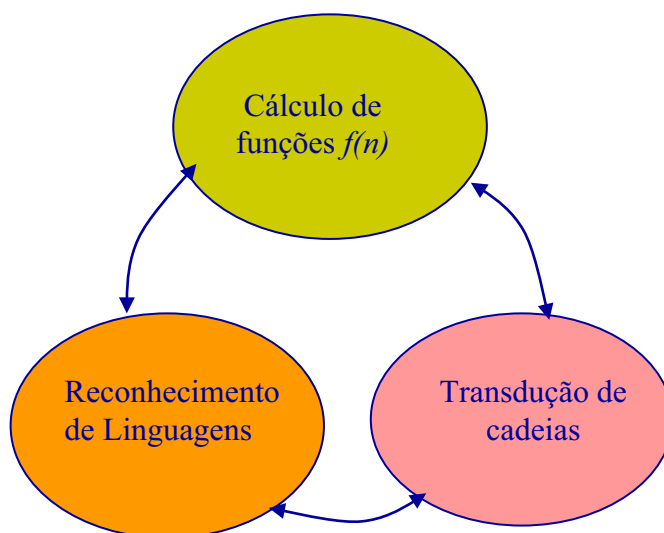 Cálculo de
funções f(n)
Reconhecimento
de Linguagens
Transdução de
cadeias